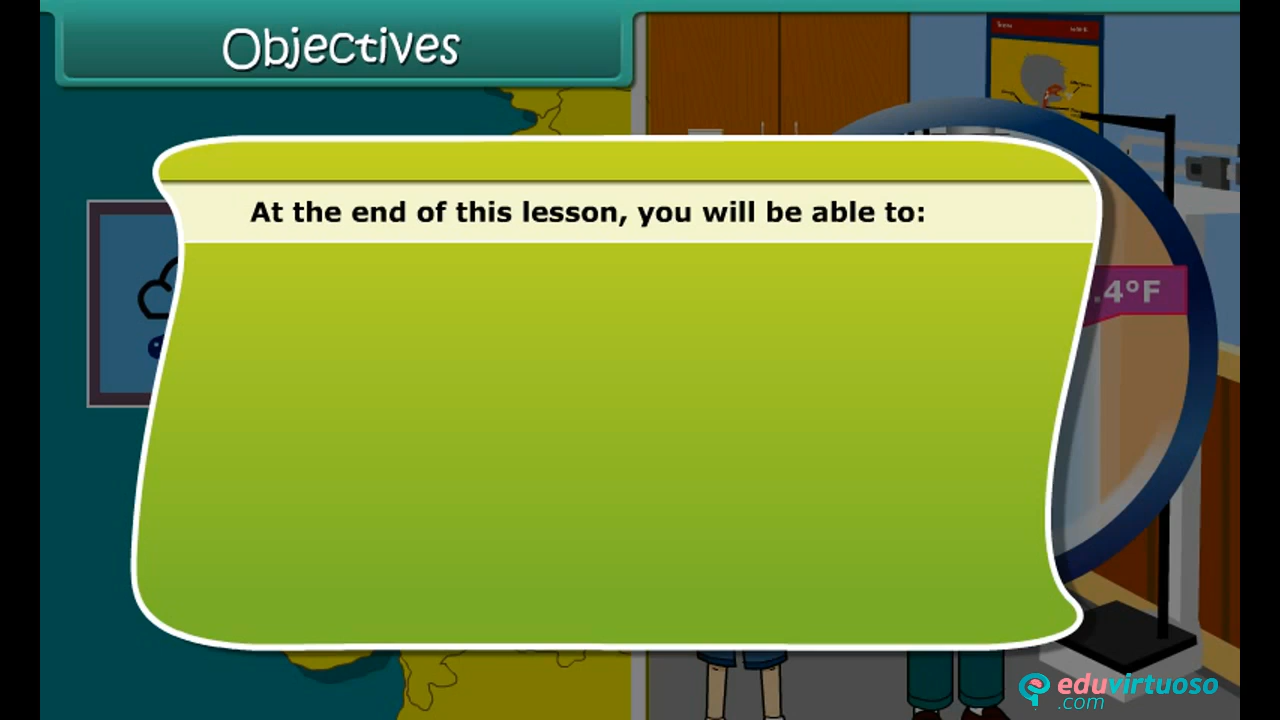 Objectives
At the end of this lesson, you will be able to:
.4°F
eduvirtuoso
.com